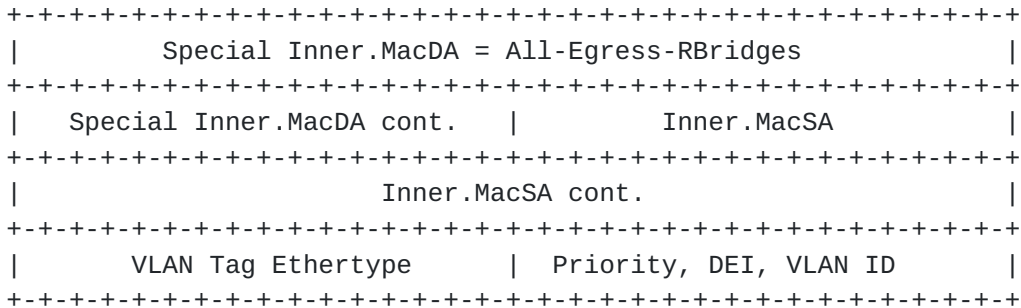 +-+-+-+-+-+-+-+-+-+-+-+-+-+-+-+-+-+-+-+-+-+-+-+-+-+-+-+-+-+-+-+-+
|         Special Inner.MacDA = All-Egress-RBridges             |
+-+-+-+-+-+-+-+-+-+-+-+-+-+-+-+-+-+-+-+-+-+-+-+-+-+-+-+-+-+-+-+-+
|   Special Inner.MacDA cont.   |         Inner.MacSA           |
+-+-+-+-+-+-+-+-+-+-+-+-+-+-+-+-+-+-+-+-+-+-+-+-+-+-+-+-+-+-+-+-+
|                       Inner.MacSA cont.                       |
+-+-+-+-+-+-+-+-+-+-+-+-+-+-+-+-+-+-+-+-+-+-+-+-+-+-+-+-+-+-+-+-+
|       VLAN Tag Ethertype      |  Priority, DEI, VLAN ID       |
+-+-+-+-+-+-+-+-+-+-+-+-+-+-+-+-+-+-+-+-+-+-+-+-+-+-+-+-+-+-+-+-+